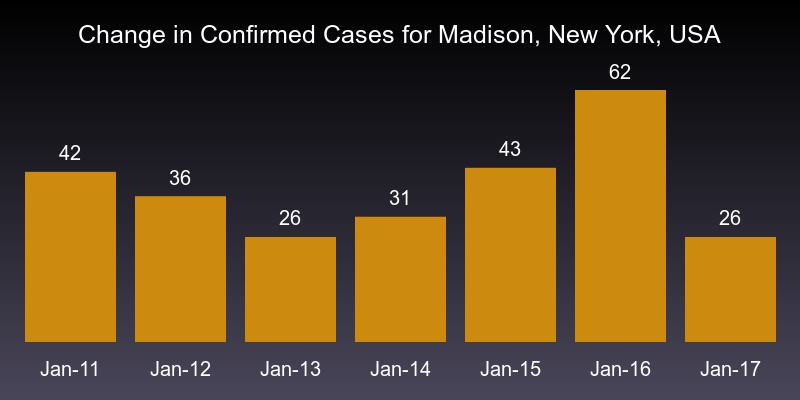 Change in Confirmed Cases for Madison, New York, USA
42 36 26 31 43 62 26
Jan-11 Jan-12 Jan-13 Jan-14 Jan-15 Jan-16 Jan-17